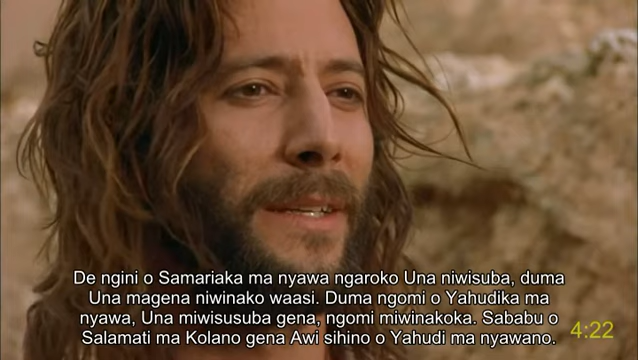 De ngini o Samariaka ma nyawa ngaroko Una niwisuba, duma
Una magena niwinako waasi. Duma ngomi o Yahudika ma
nyawa, Una miwisusuba gena, ngomi miwinakoka. Sababu o
Salamati ma Kolano gena Awi sihino o Yahudi ma nyawano.
4:22